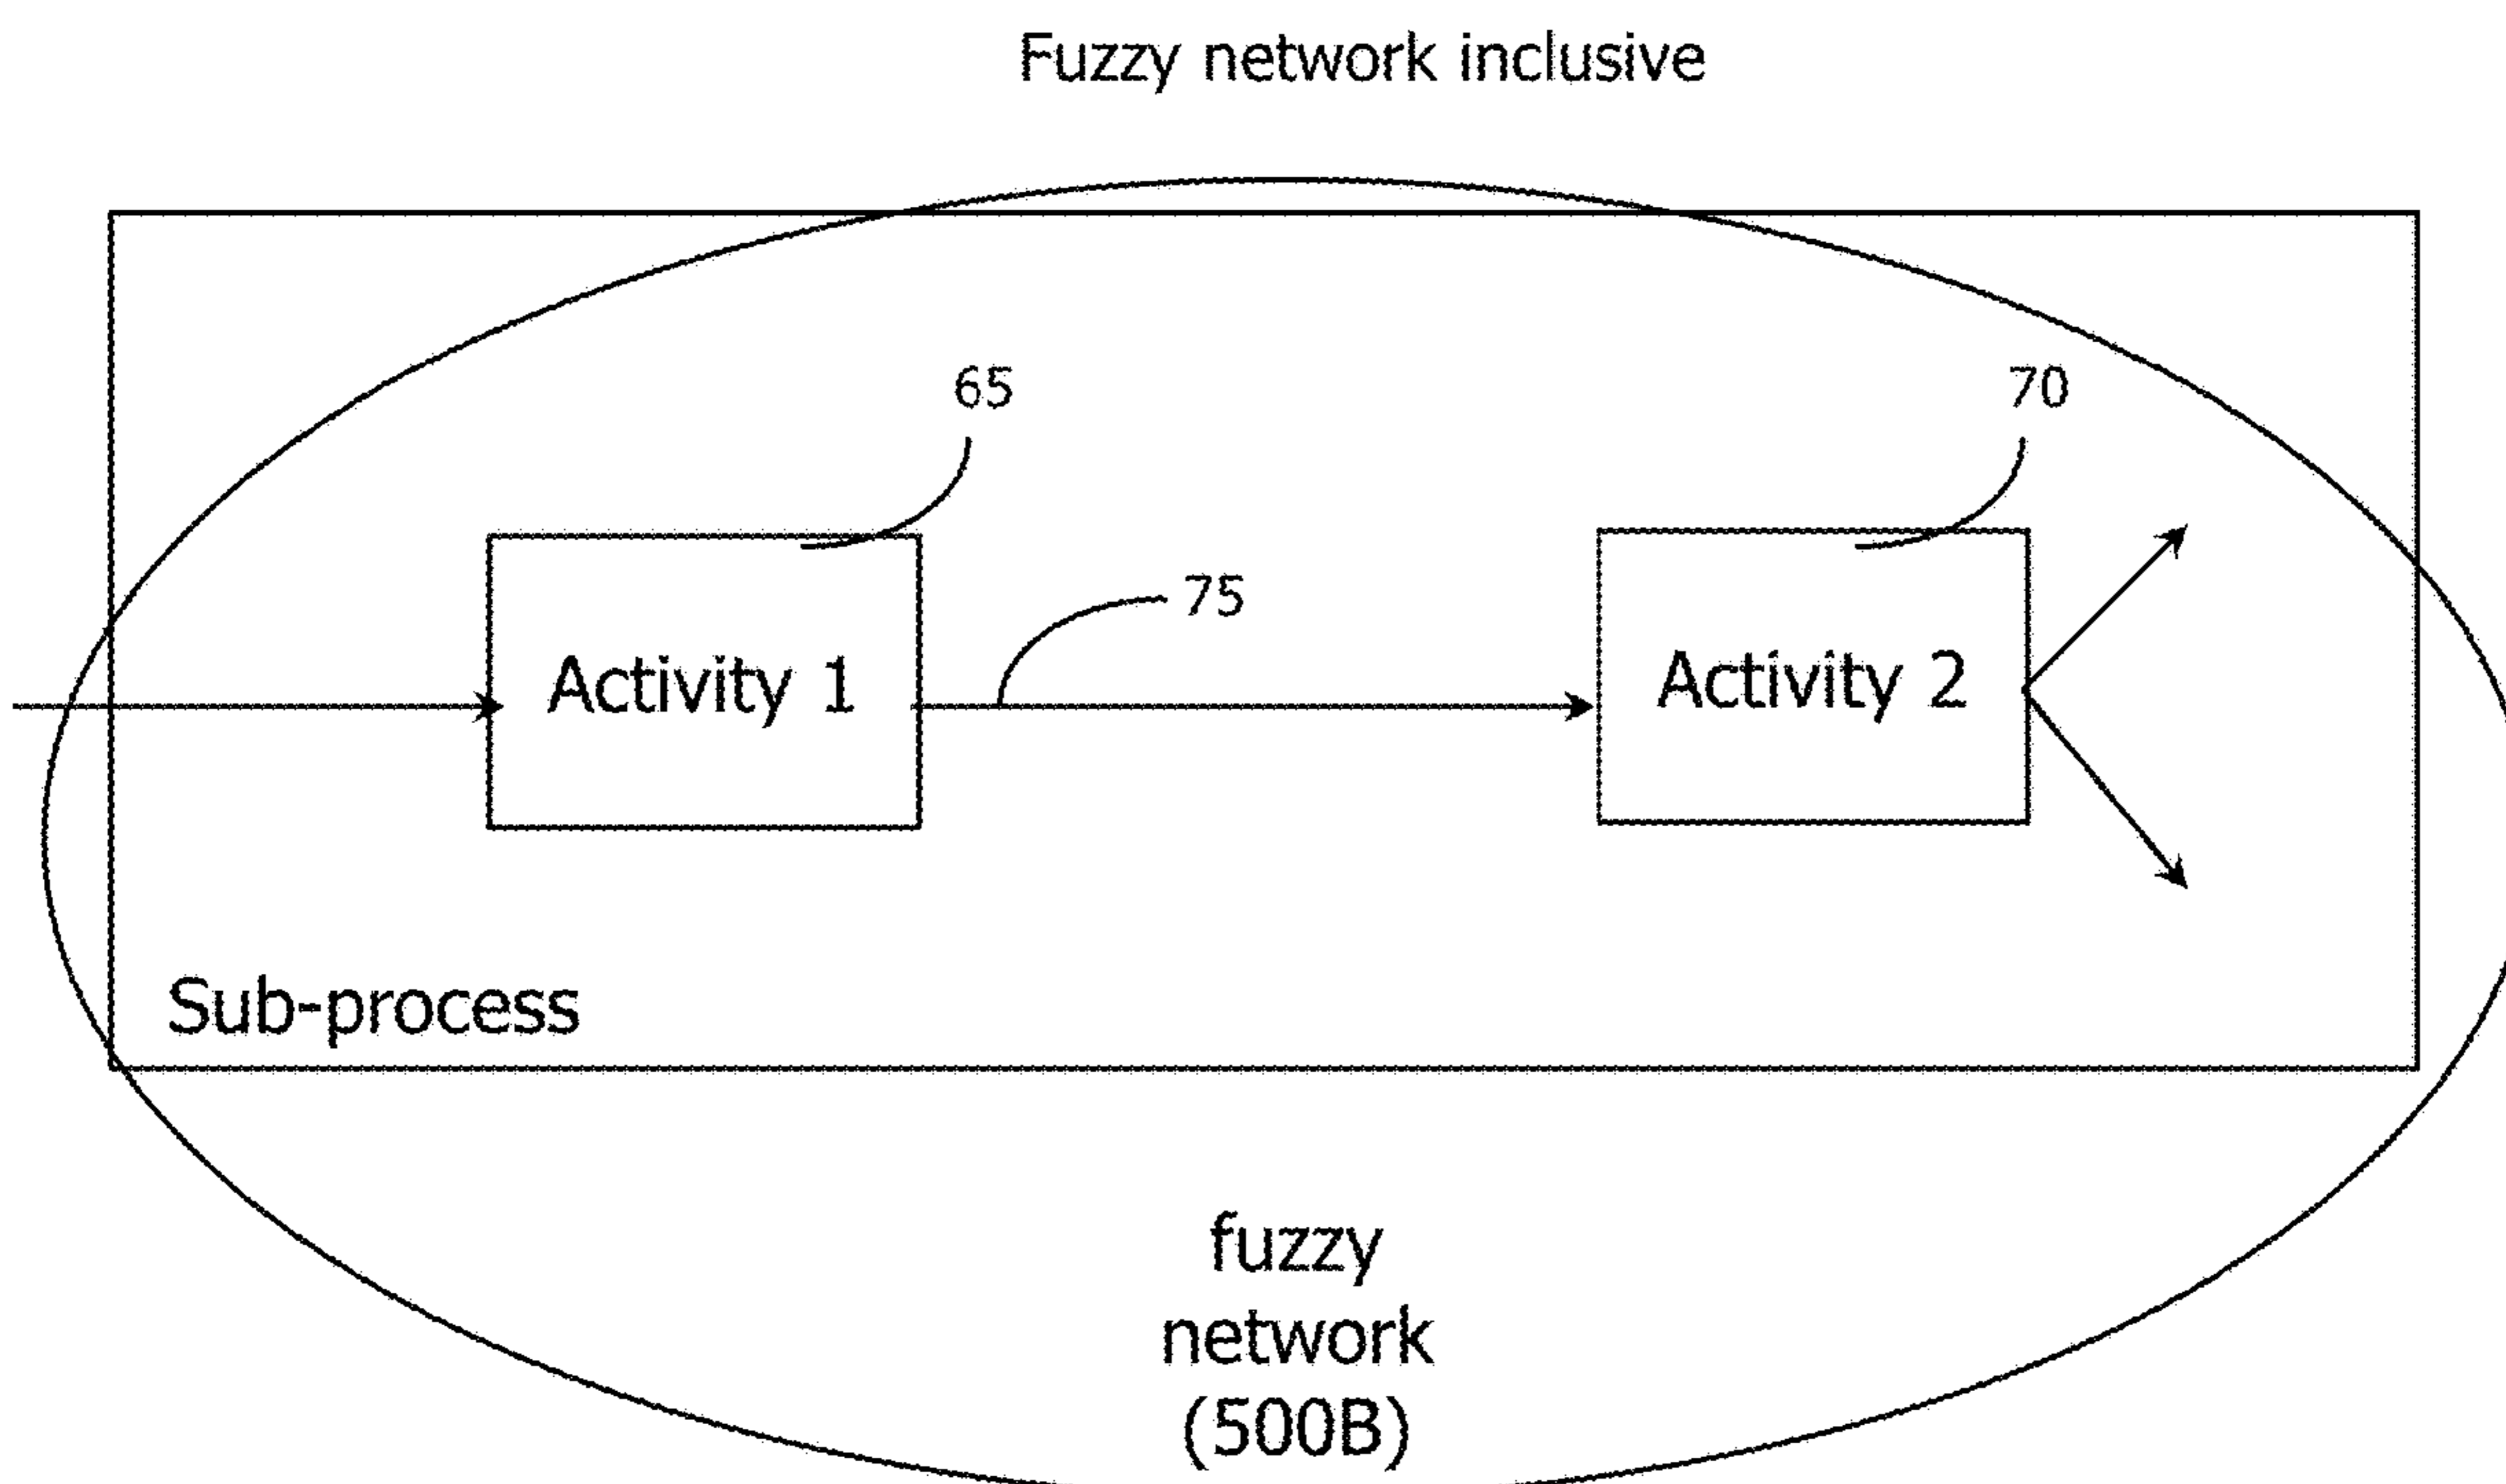 Fuzzy network inclusive
65
70
75
Activity 1
Activity 2
Sub-process
fuzzy
network
(500B)